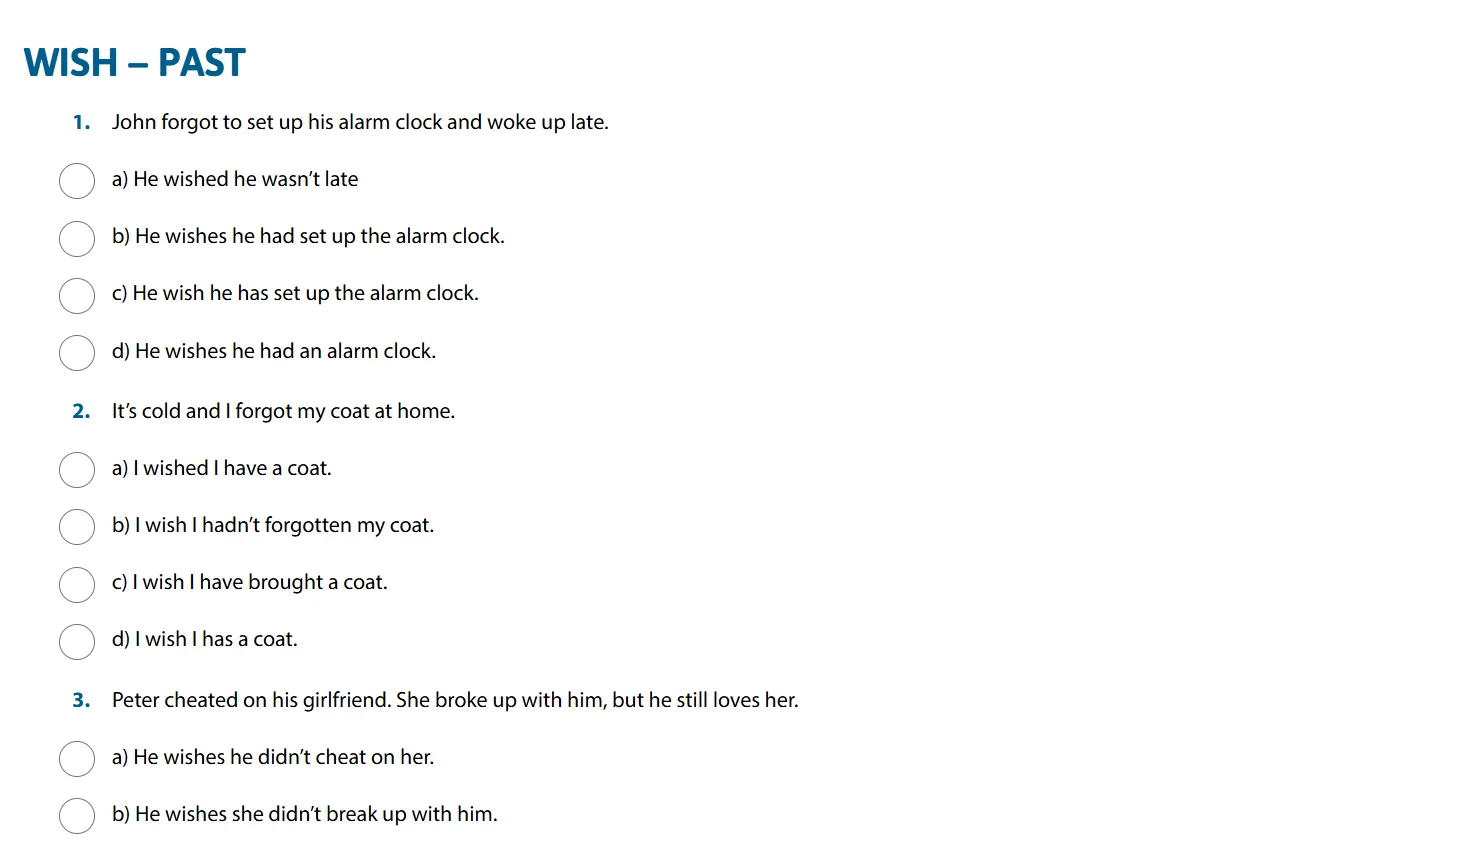 WISH – PAST
1. John forgot to set up his alarm clock and woke up late.
a) He wished he wasn’t late
b) He wishes he had set up the alarm clock.
c) He wish he has set up the alarm clock.
d) He wishes he had an alarm clock.
2. It’s cold and I forgot my coat at home.
a) I wished I have a coat.
b) I wish I hadn’t forgotten my coat.
c) I wish I have brought a coat.
d) I wish I has a coat.
3. Peter cheated on his girlfriend. She broke up with him, but he still loves her.
a) He wishes he didn’t cheat on her.
b) He wishes she didn’t break up with him.